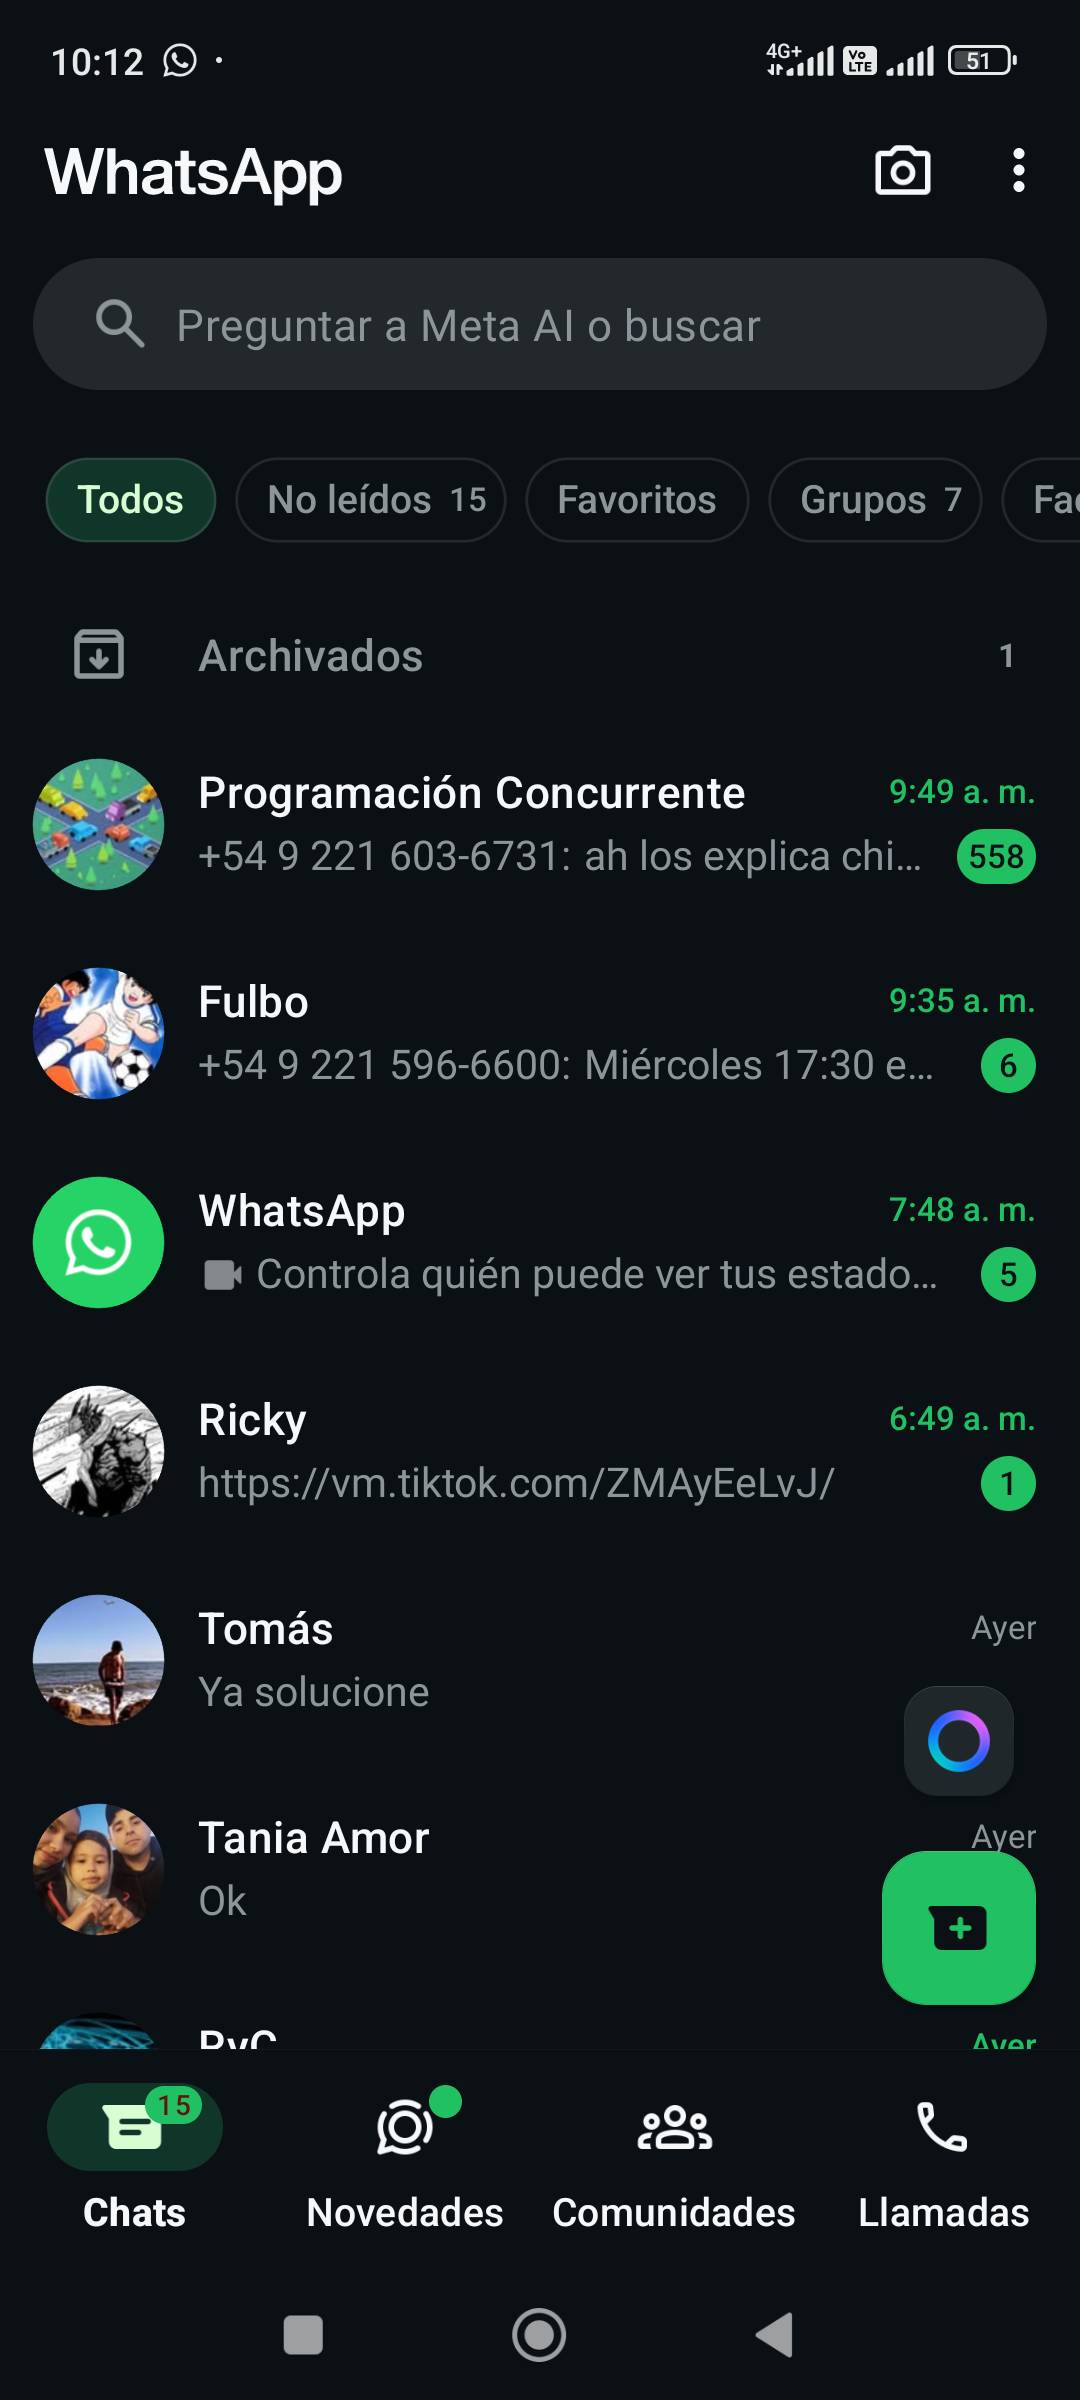 10:12 4G+ Vo LTE 51
WhatsApp
Preguntar a Meta AI o buscar
Todos No leídos 15 Favoritos Grupos 7 Fac
Archivados 1
Programación Concurrente 9:49 a. m.
+54 9 221 603-6731: ah los explica chi… 558
Fulbo 9:35 a. m.
+54 9 221 596-6600: Miércoles 17:30 e… 6
WhatsApp 7:48 a. m.
Controla quién puede ver tus estado… 5
Ricky 6:49 a. m.
https://vm.tiktok.com/ZMAyEeLvJ/ 1
Tomás Ayer
Ya solucione
Tania Amor Ayer
Ok
PyC Ayer
15
Chats Novedades Comunidades Llamadas